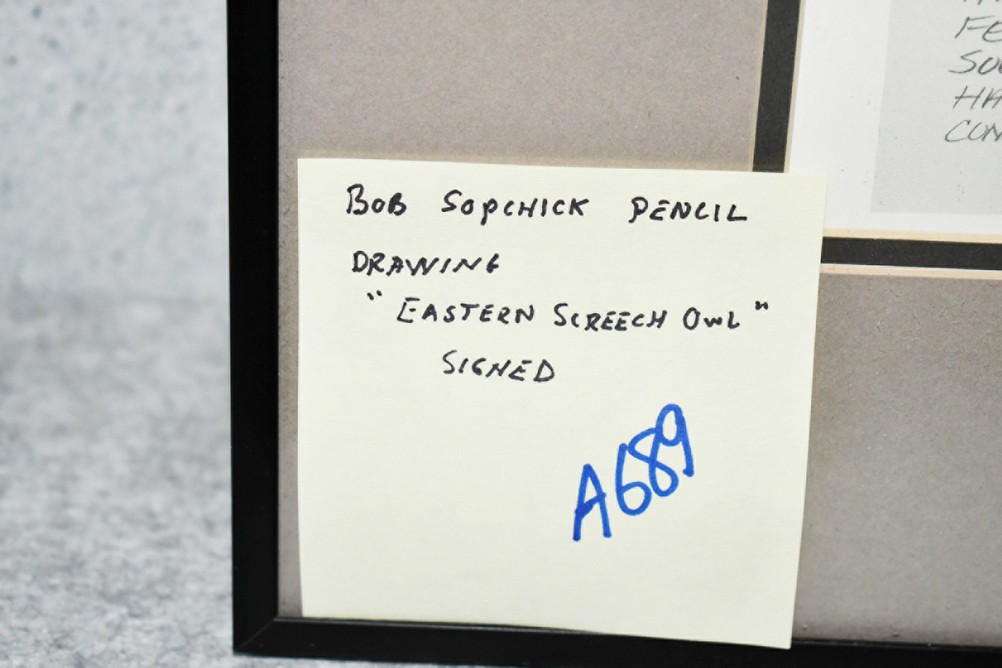 BOB SOPCHICK PENCIL
DRAWING
"EASTERN SCREECH OWL"
SIGNED
A689